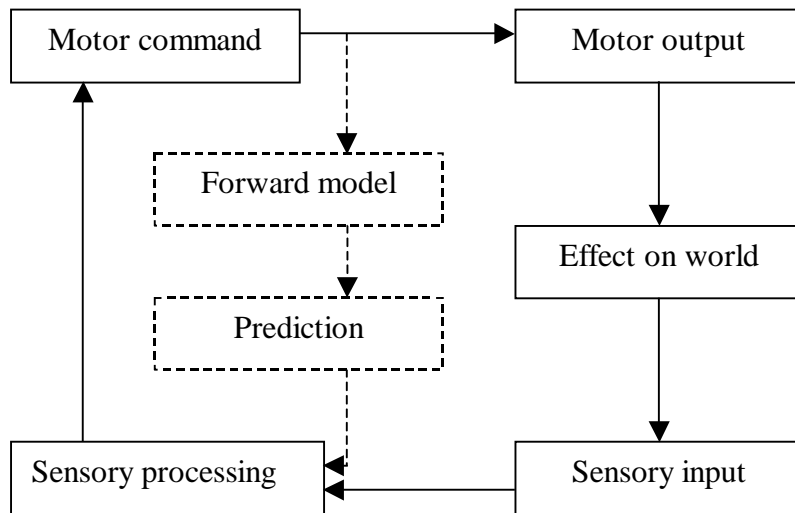 Motor command
Motor output
Forward model
Effect on world
Prediction
Sensory processing
Sensory input